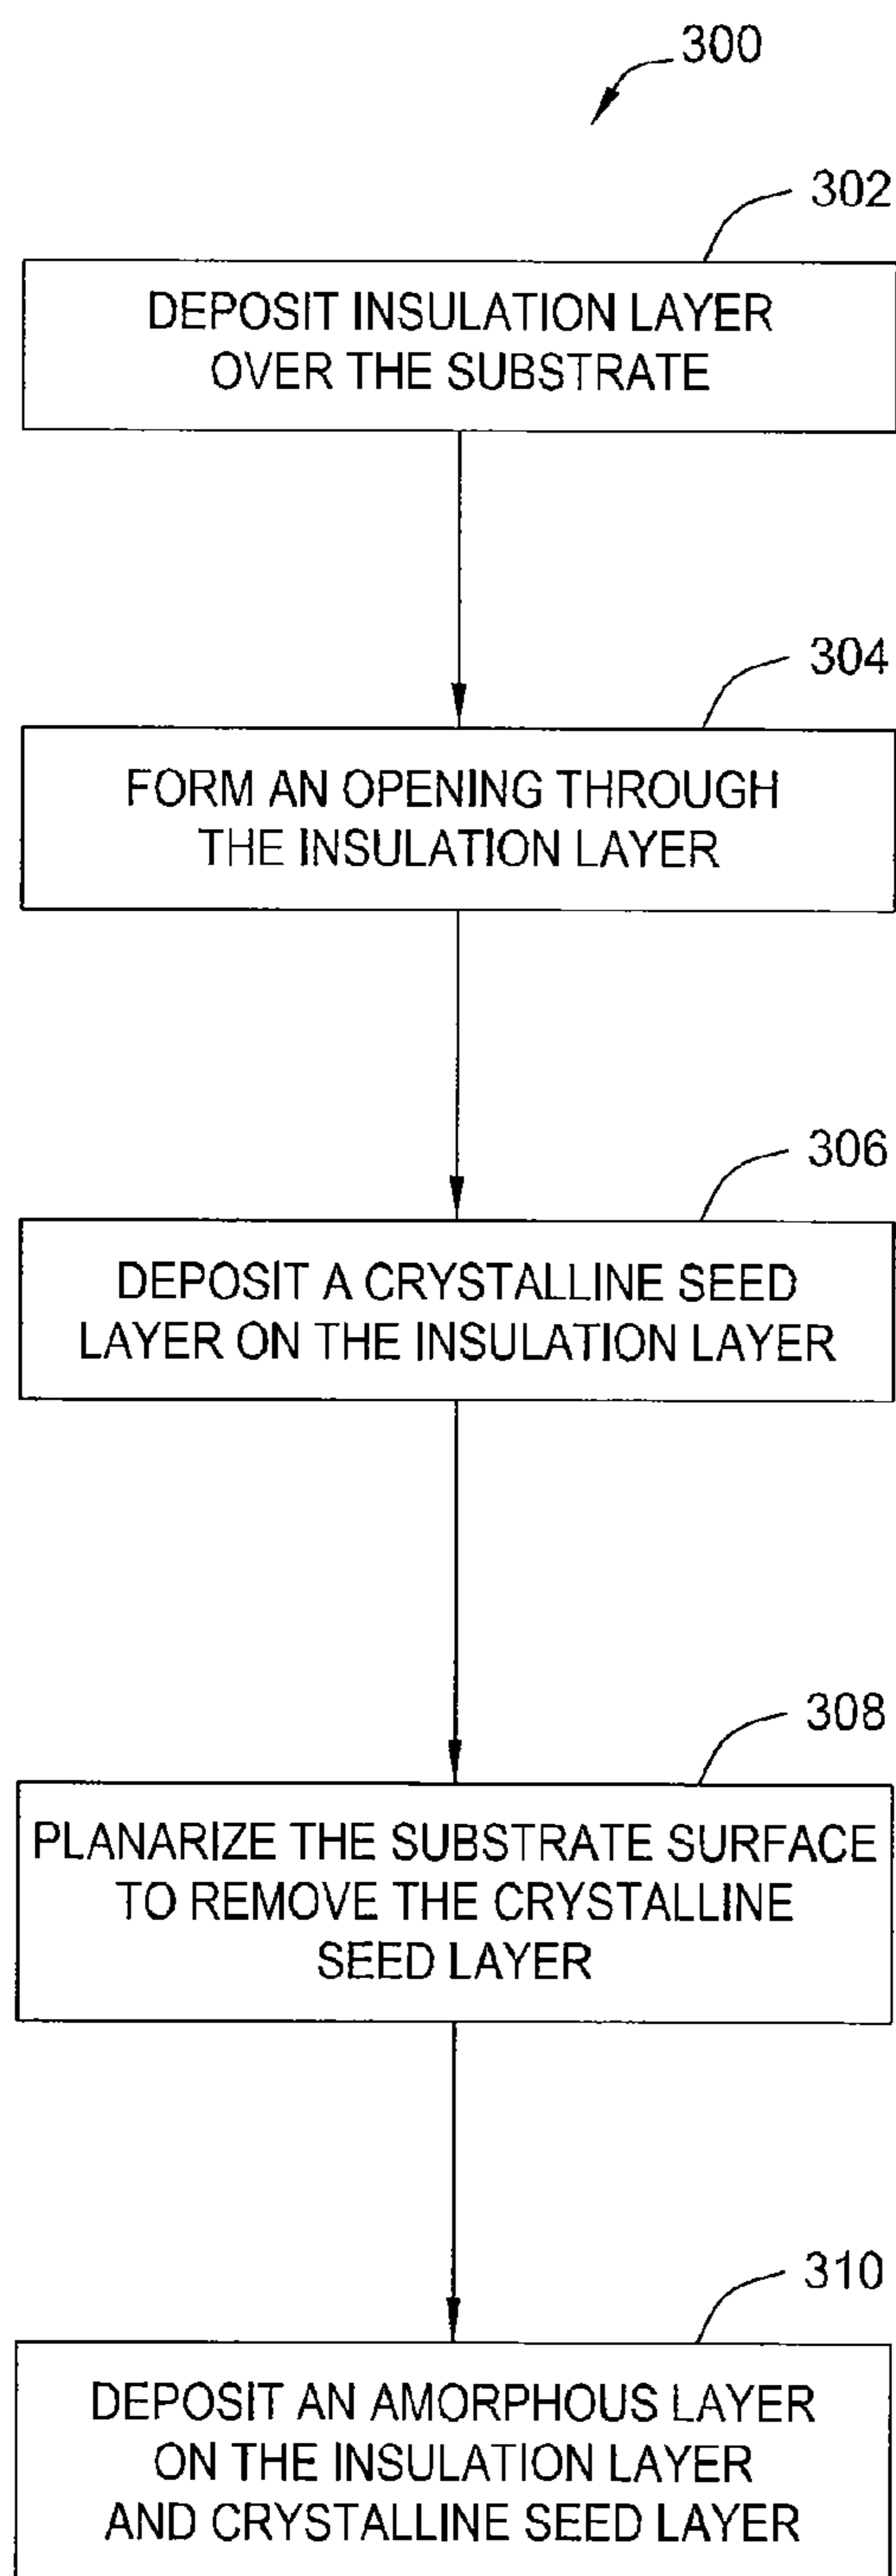 300
302
DEPOSIT INSULATION LAYER
OVER THE SUBSTRATE
304
FORM AN OPENING THROUGH
THE INSULATION LAYER
306
DEPOSIT A CRYSTALLINE SEED
LAYER ON THE INSULATION LAYER
308
PLANARIZE THE SUBSTRATE SURFACE
TO REMOVE THE CRYSTALLINE
SEED LAYER
310
DEPOSIT AN AMORPHOUS LAYER
ON THE INSULATION LAYER
AND CRYSTALLINE SEED LAYER